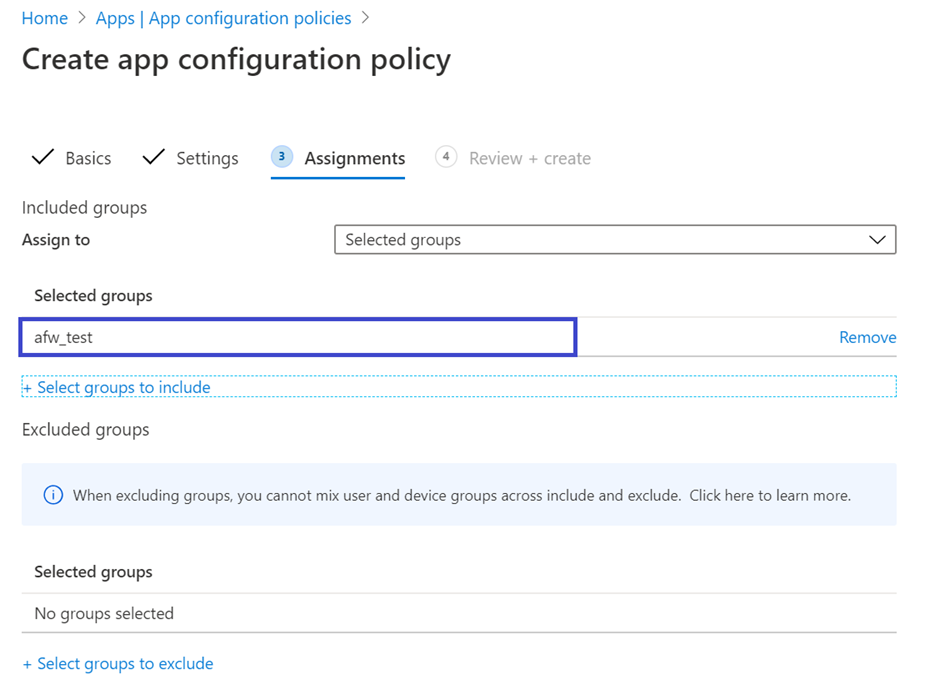 Home > Apps | App configuration policies >
Create app configuration policy
Basics Settings 3 Assignments 4 Review + create
Included groups
Assign to Selected groups
Selected groups
afw_test Remove
+ Select groups to include
Excluded groups
When excluding groups, you cannot mix user and device groups across include and exclude. Click here to learn more.
Selected groups
No groups selected
+ Select groups to exclude